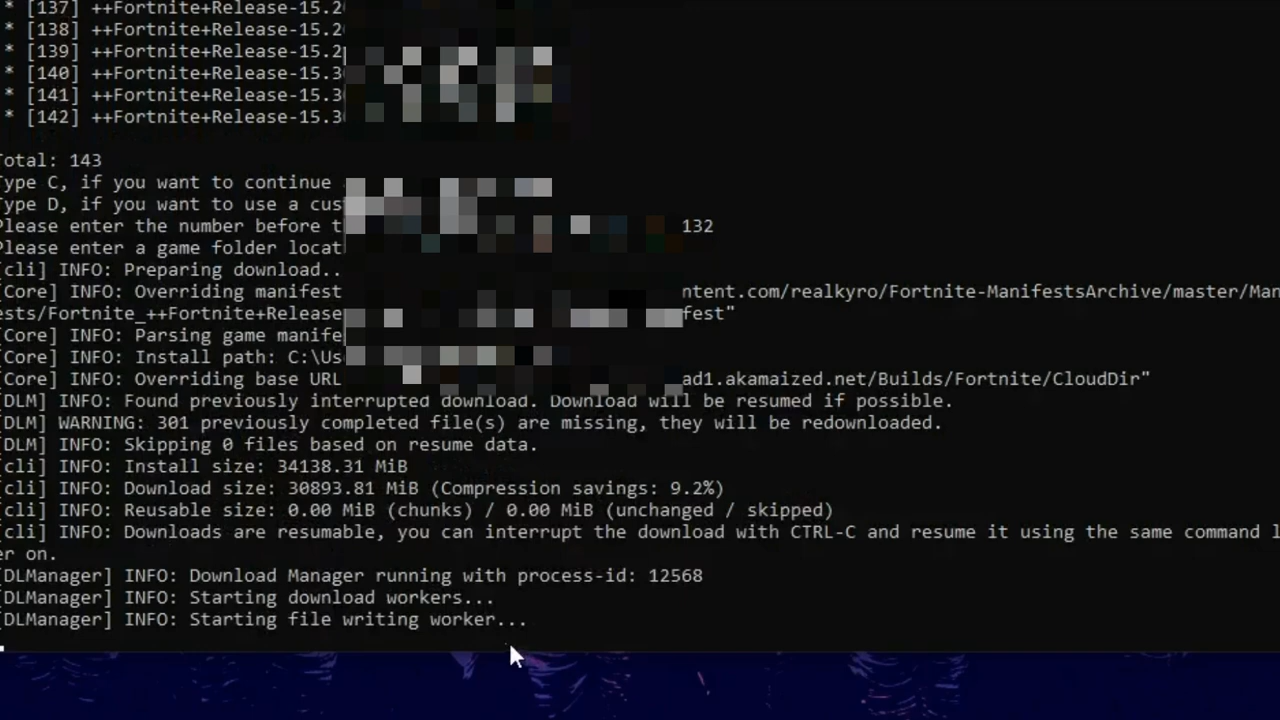 * [137] ++Fortnite+Release-15.2
* [138] ++Fortnite+Release-15.2
* [139] ++Fortnite+Release-15.2
* [140] ++Fortnite+Release-15.3
* [141] ++Fortnite+Release-15.3
* [142] ++Fortnite+Release-15.3
otal: 143
ype C, if you want to continue
ype D, if you want to use a cus
lease enter the number before t 132
lease enter a game folder locat
[cli] INFO: Preparing download..
[Core] INFO: Overriding manifest ntent.com/realkyro/Fortnite-ManifestsArchive/master/Man
ests/Fortnite_++Fortnite+Release fest"
[Core] INFO: Parsing game manife
[Core] INFO: Install path: C:\Us
[Core] INFO: Overriding base URL ad1.akamaized.net/Builds/Fortnite/CloudDir"
[DLM] INFO: Found previously interrupted download. Download will be resumed if possible.
[DLM] WARNING: 301 previously completed file(s) are missing, they will be redownloaded.
[DLM] INFO: Skipping 0 files based on resume data.
[cli] INFO: Install size: 34138.31 MiB
[cli] INFO: Download size: 30893.81 MiB (Compression savings: 9.2%)
[cli] INFO: Reusable size: 0.00 MiB (chunks) / 0.00 MiB (unchanged / skipped)
[cli] INFO: Downloads are resumable, you can interrupt the download with CTRL-C and resume it using the same command l
er on.
[DLManager] INFO: Download Manager running with process-id: 12568
[DLManager] INFO: Starting download workers...
[DLManager] INFO: Starting file writing worker...